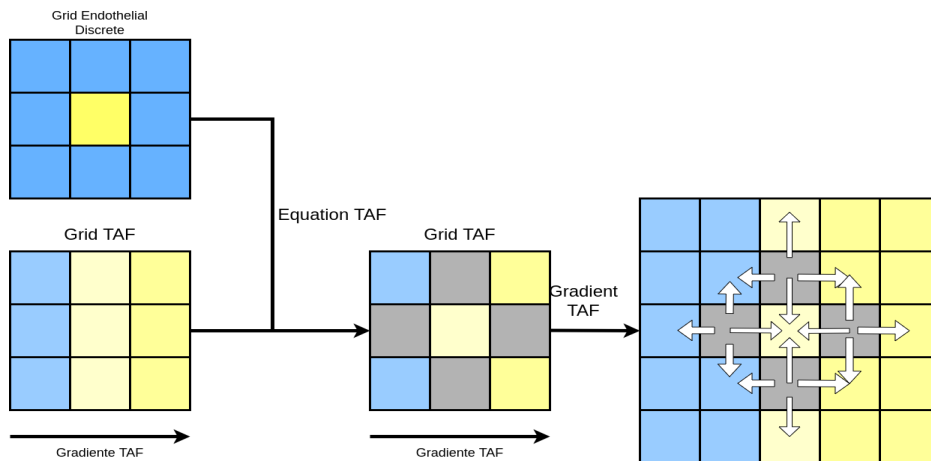 Grid Endothelial
Discrete
Equation TAF
Grid TAF
Grid TAF
Gradient
TAF
Gradiente TAF
Gradiente TAF